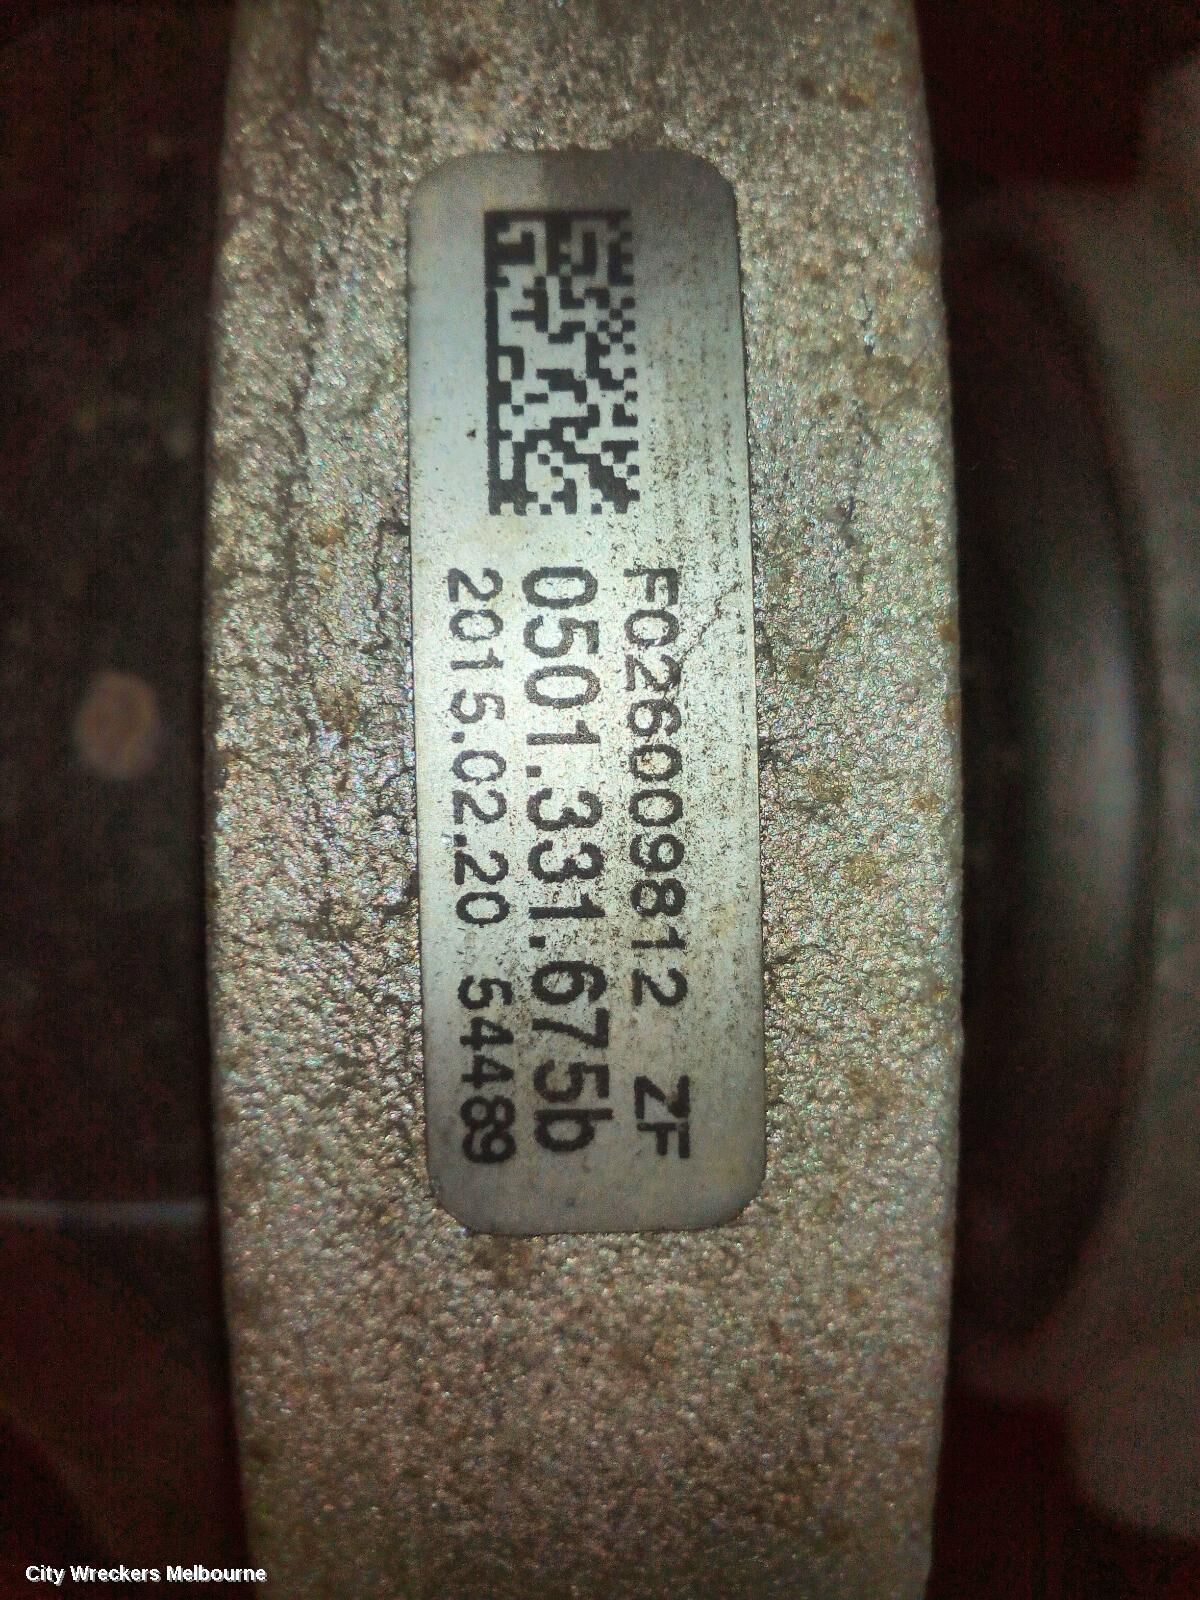 F026009812 ZF
0501.331.675b
2015.02.20 54489
City Wreckers Melbourne